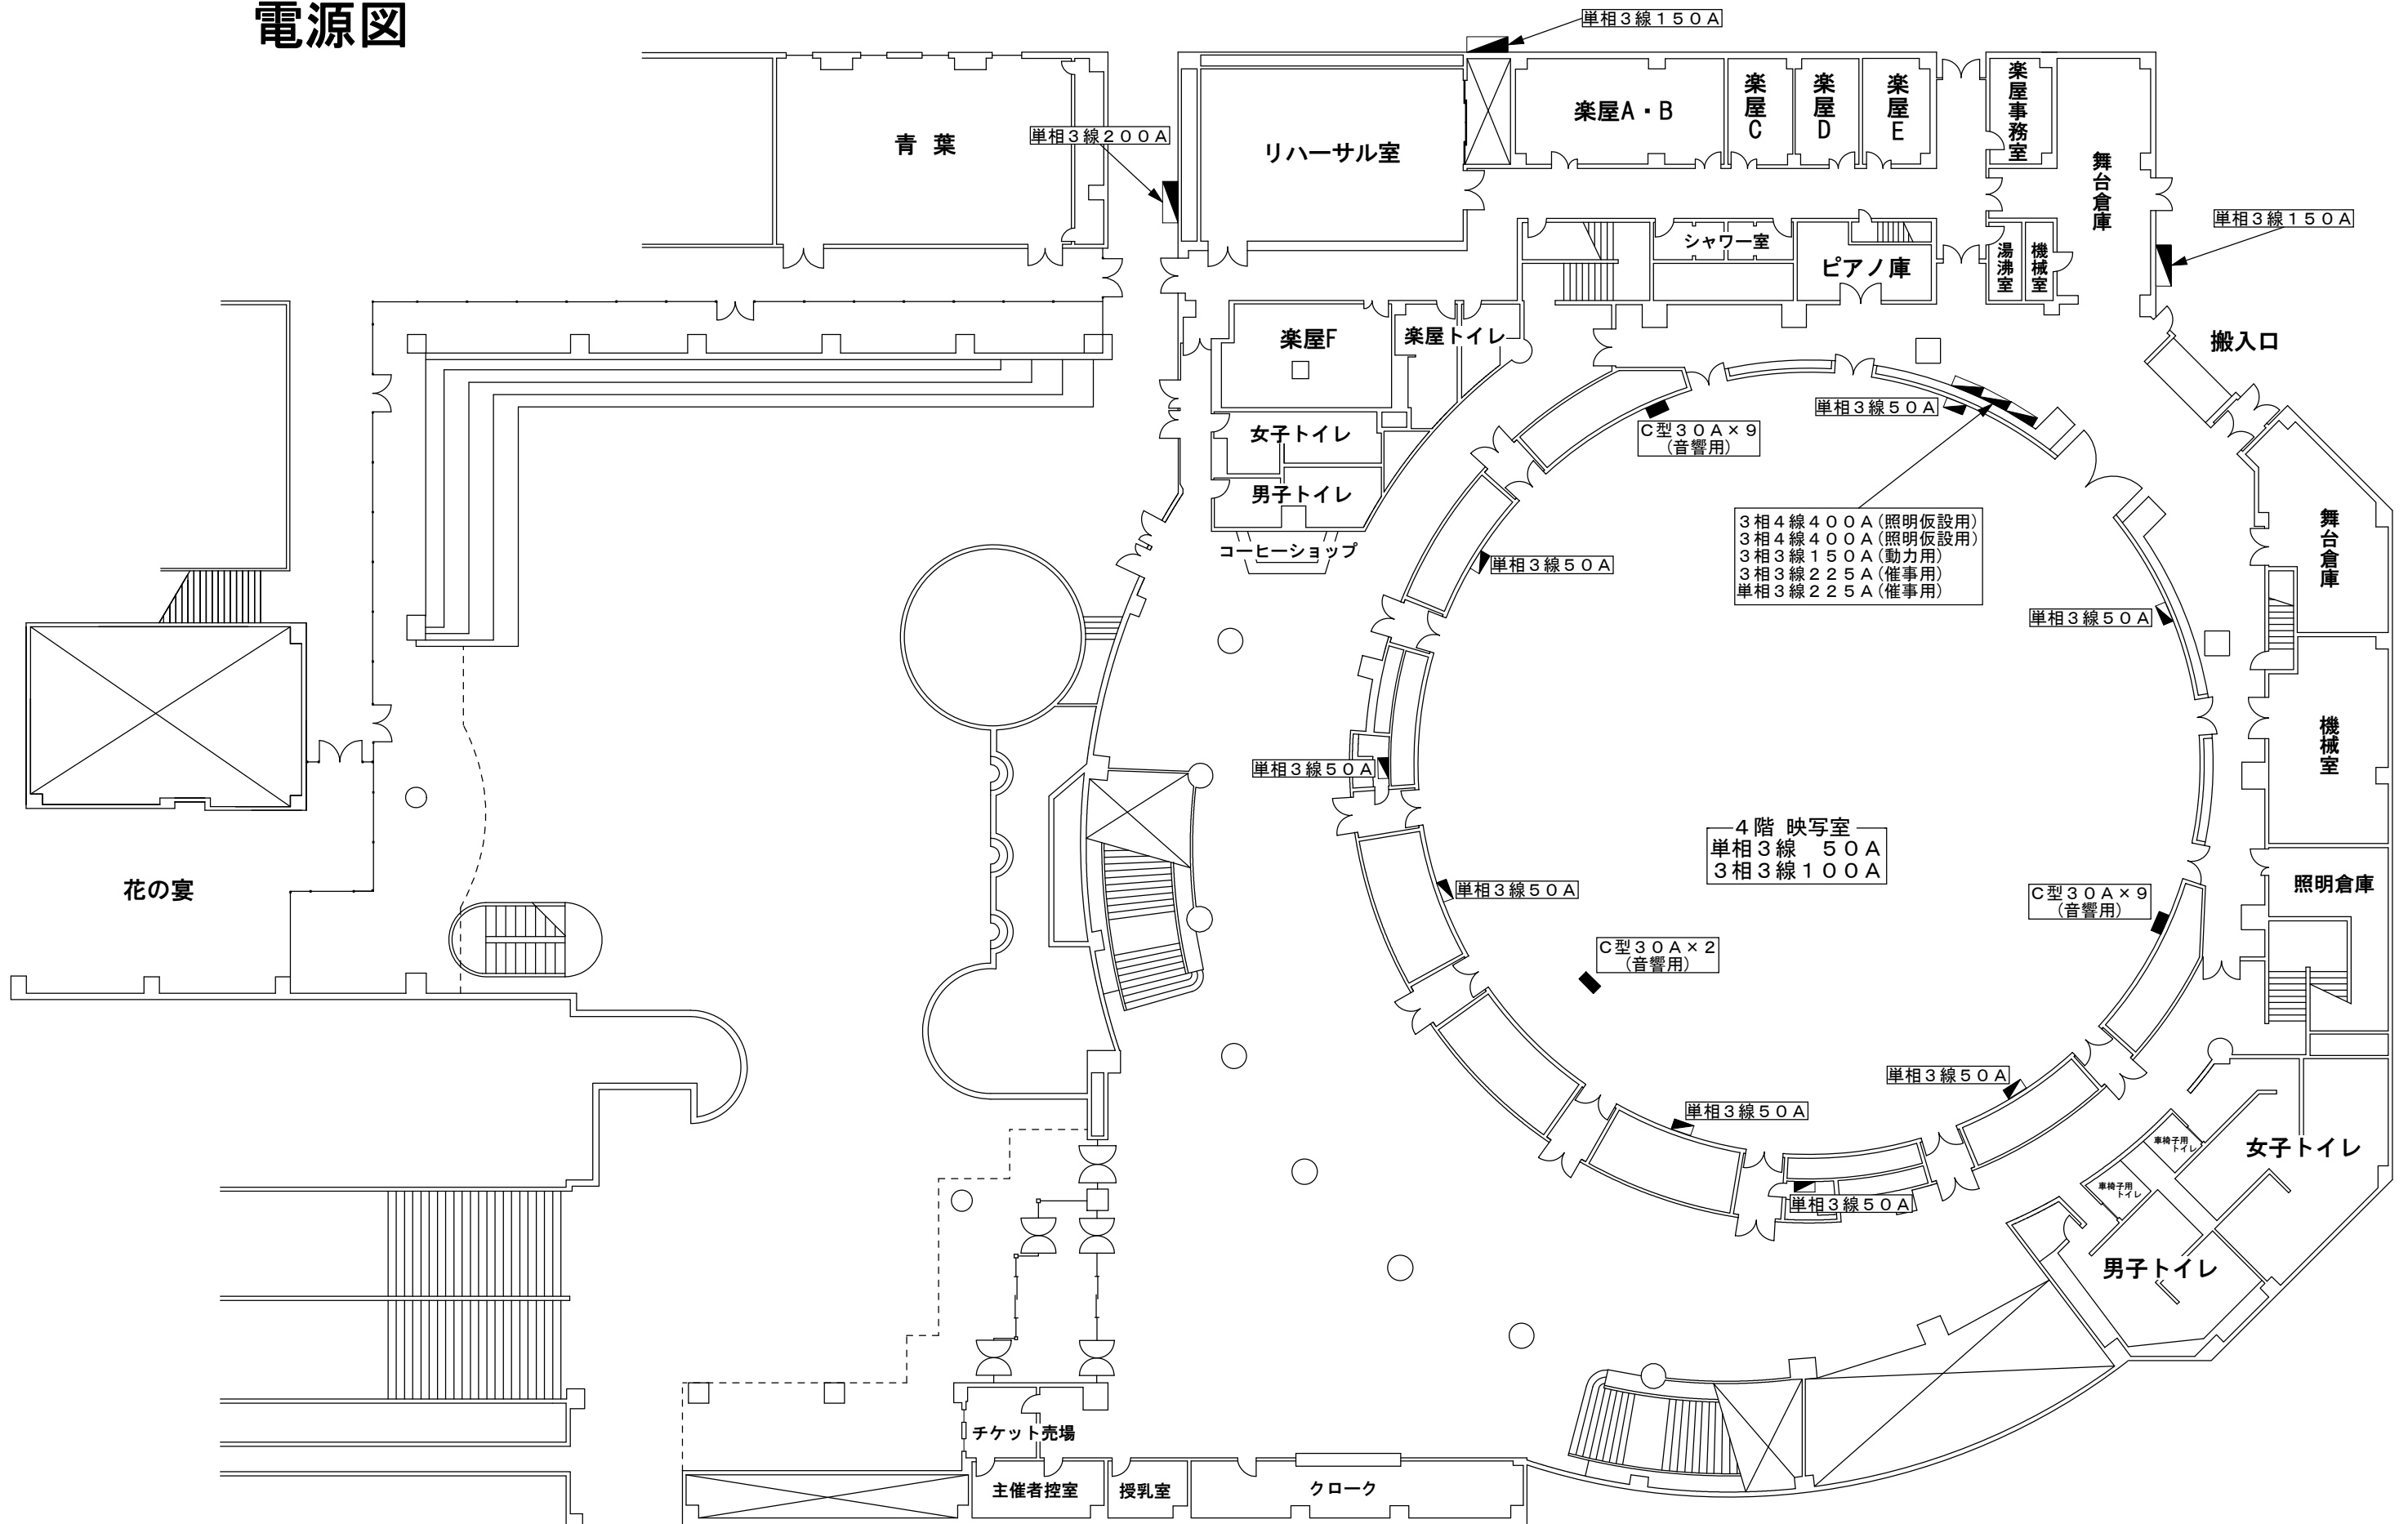 電源図
単相３線１５０Ａ
単相３線２００Ａ
青 葉
リハーサル室
楽屋A・B
楽屋C
楽屋D
楽屋E
楽屋事務室
舞台倉庫
単相３線１５０Ａ
シャワー室
ピアノ庫
湯沸室
機械室
搬入口
楽屋F
楽屋トイレ
単相３線５０Ａ
Ｃ型３０Ａ×９
(音響用)
女子トイレ
男子トイレ
コーヒーショップ
３相４線４００Ａ(照明仮設用)
３相４線４００Ａ(照明仮設用)
３相３線１５０Ａ(動力用)
３相３線２２５Ａ(催事用)
単相３線２２５Ａ(催事用)
単相３線５０Ａ
単相３線５０Ａ
舞台倉庫
機械室
単相３線５０Ａ
４階 映写室
単相３線　５０Ａ
３相３線１００Ａ
花の宴
単相３線５０Ａ
照明倉庫
Ｃ型３０Ａ×９
(音響用)
Ｃ型３０Ａ×２
(音響用)
単相３線５０Ａ
単相３線５０Ａ
車椅子用
トイレ
女子トイレ
車椅子用
トイレ
単相３線５０Ａ
男子トイレ
チケット売場
主催者控室
授乳室
クローク